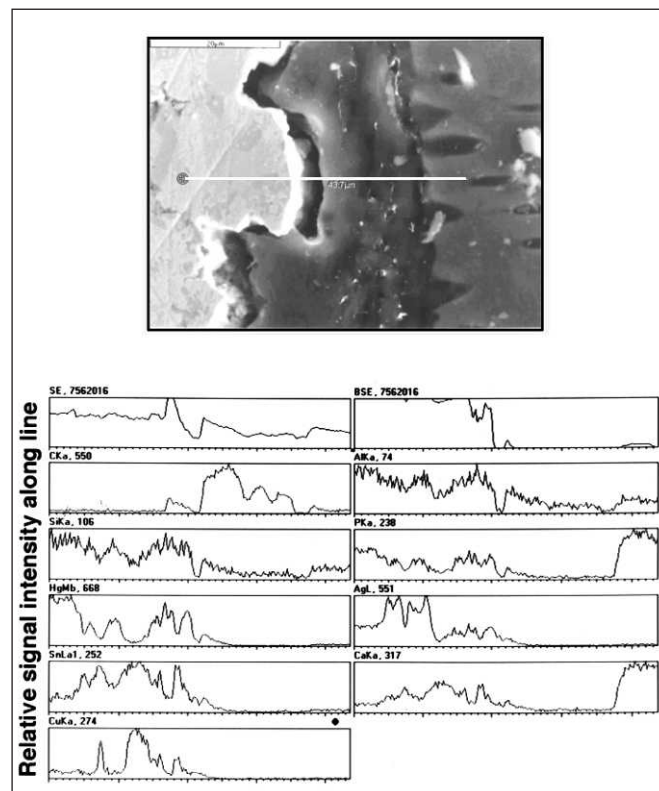 20µm
43.7µm
Relative signal intensity along line
SE, 7562016
BSE, 7562016
CKa, 550
AlKa, 74
SiKa, 106
PKa, 238
HgMb, 668
AgL, 551
SnLa1, 252
CaKa, 317
CuKa, 274